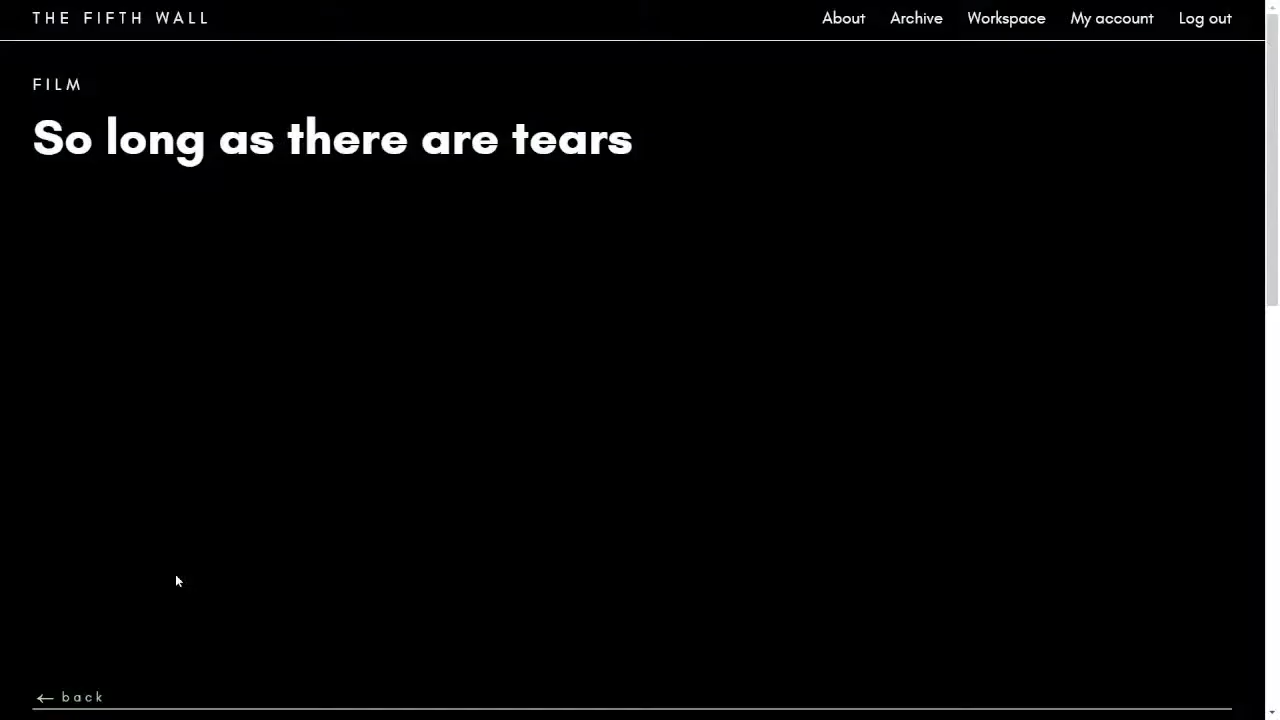 THE FIFTH WALL
About Archive Workspace My account Log out
FILM
So long as there are tears
← back